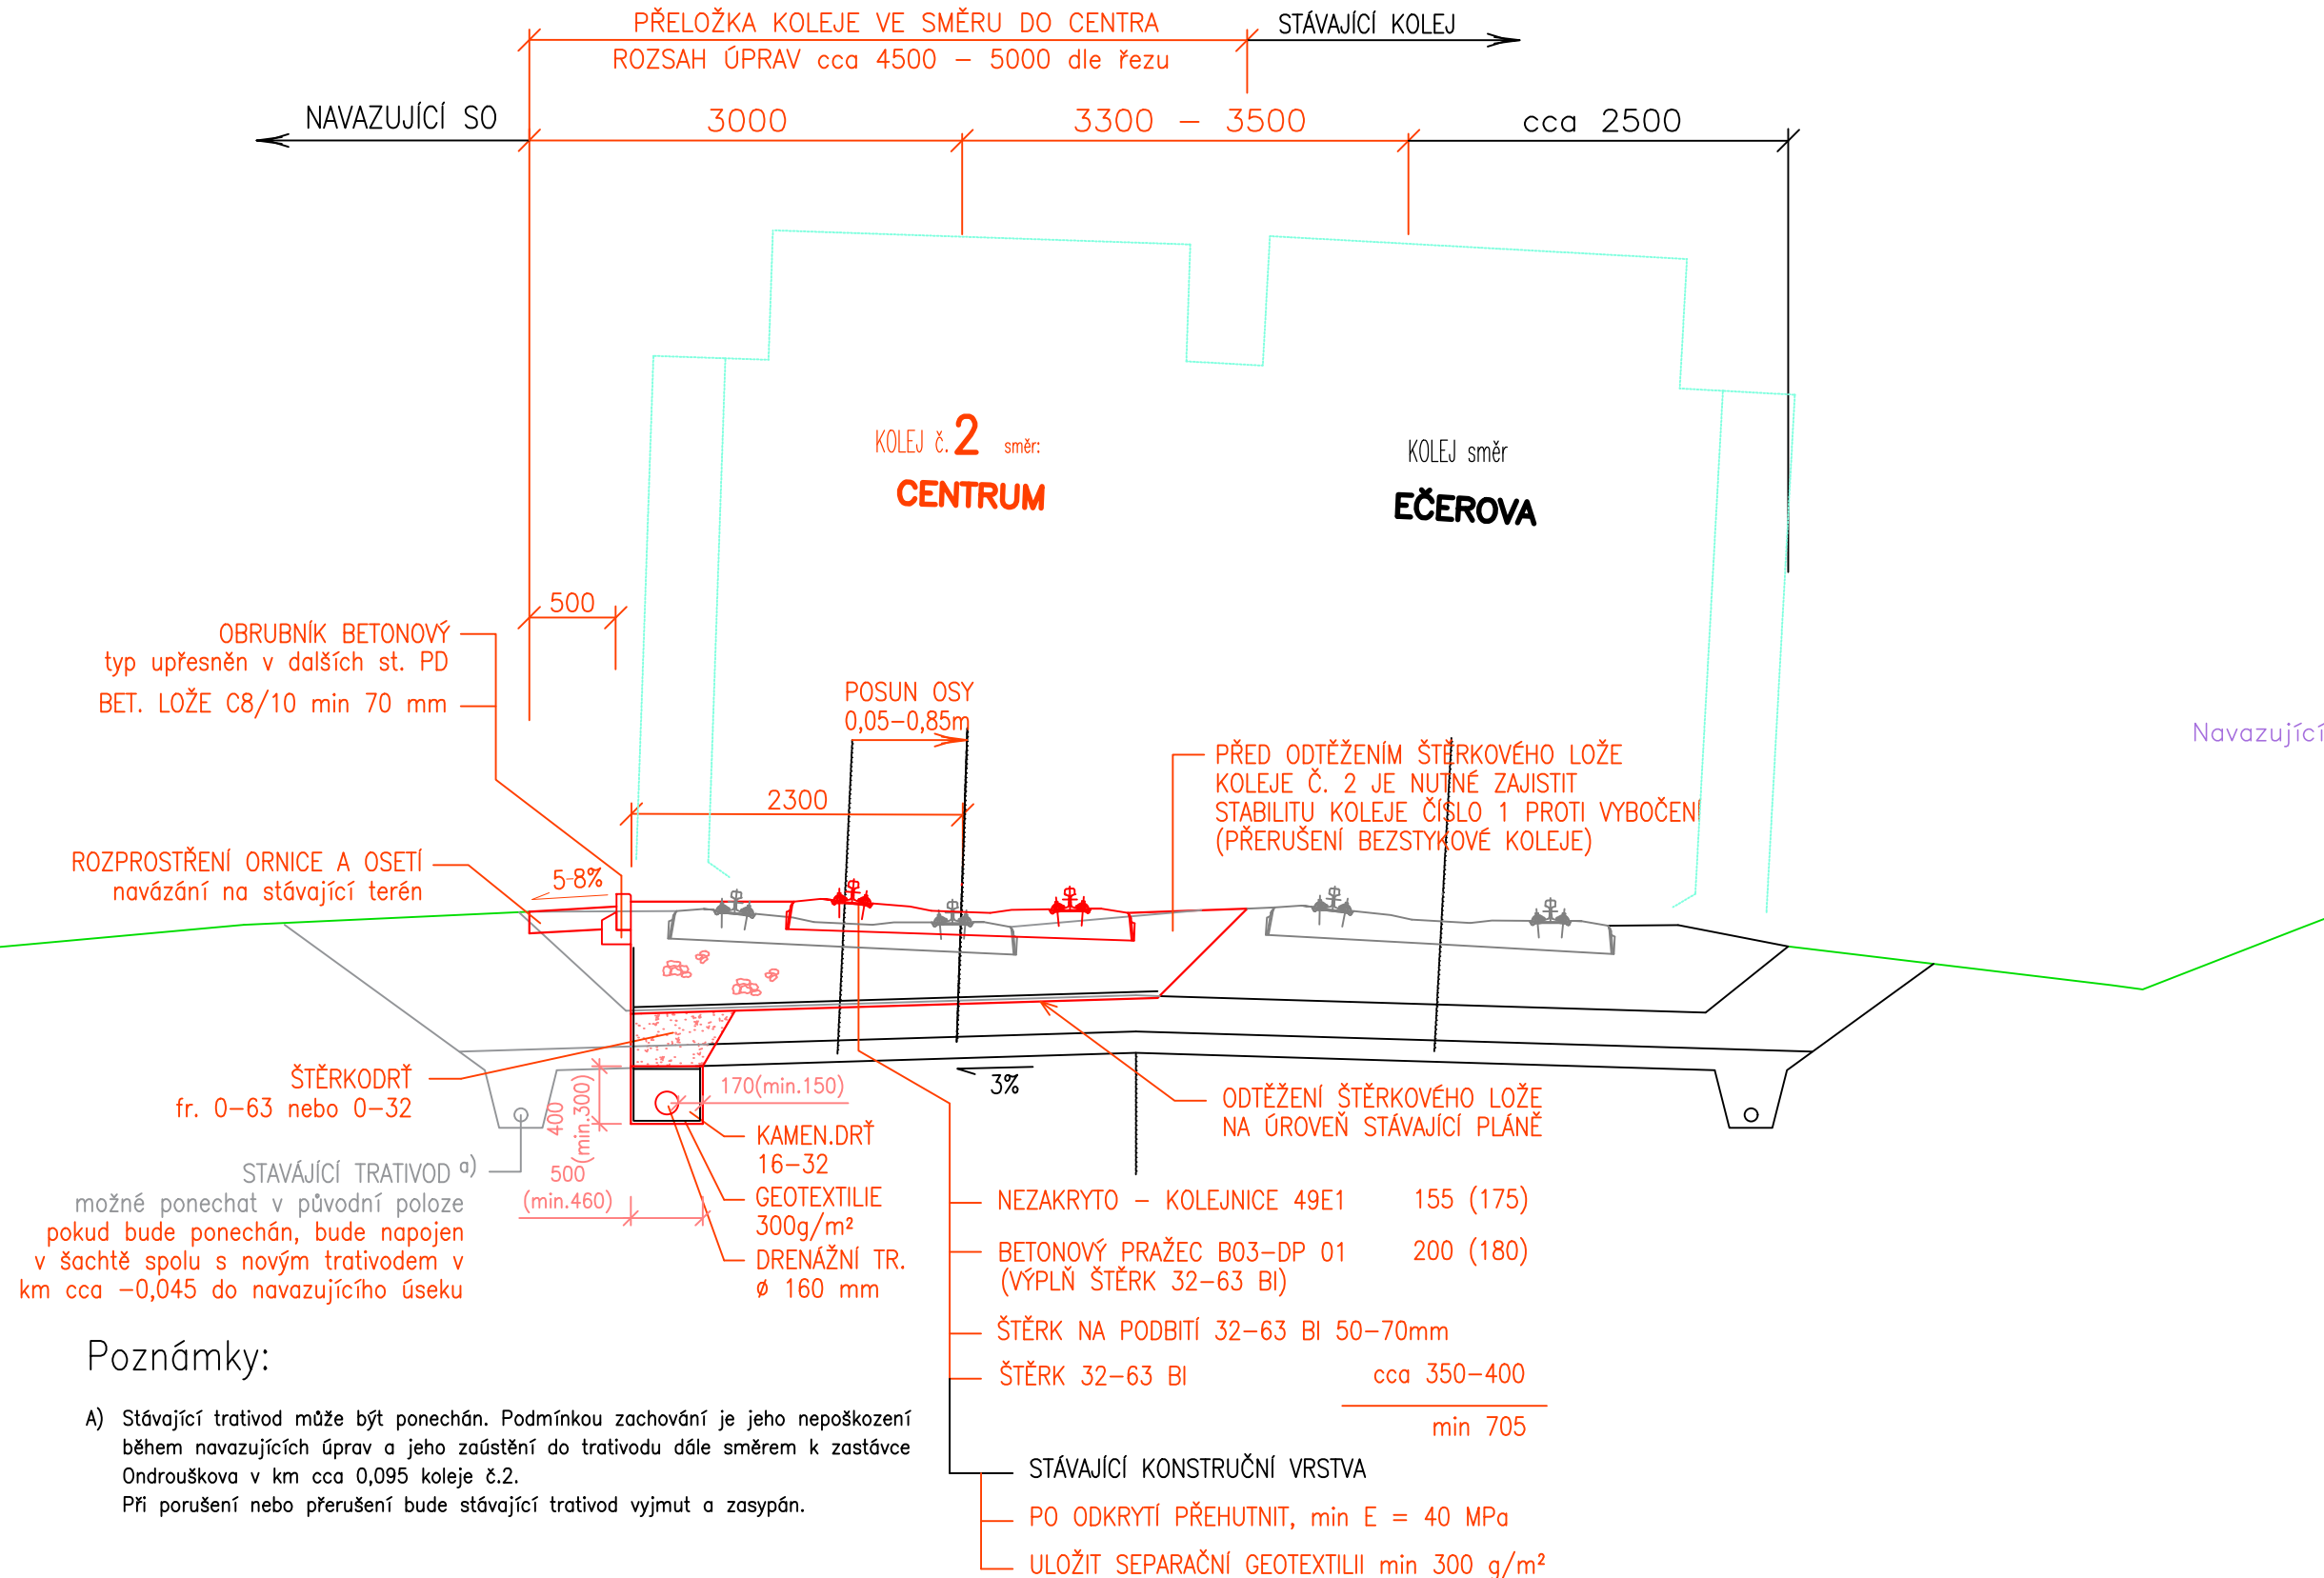 PŘELOŽKA KOLEJE VE SMĚRU DO CENTRA
STÁVAJÍCÍ KOLEJ
ROZSAH ÚPRAV cca 4500 – 5000 dle řezu
NAVAZUJÍCÍ SO
3000
3300 – 3500
cca 2500
KOLEJ č. 2 směr:
CENTRUM
KOLEJ směr
EČEROVA
500
OBRUBNÍK BETONOVÝ
typ upřesněn v dalších st. PD
BET. LOŽE C8/10 min 70 mm
POSUN OSY
0,05–0,85m
Navazující
2300
PŘED ODTĚŽENÍM ŠTĚRKOVÉHO LOŽE
KOLEJE Č. 2 JE NUTNÉ ZAJISTIT
STABILITU KOLEJE ČÍSLO 1 PROTI VYBOČENÍ
(PŘERUŠENÍ BEZSTYKOVÉ KOLEJE)
ROZPROSTŘENÍ ORNICE A OSETÍ
navázání na stávající terén
5-8%
ŠTĚRKODRŤ
fr. 0–63 nebo 0–32
400
(min.300)
170(min.150)
3%
ODTĚŽENÍ ŠTĚRKOVÉHO LOŽE
NA ÚROVEŇ STÁVAJÍCÍ PLÁNĚ
KAMEN.DRŤ
16–32
GEOTEXTILIE
300g/m²
DRENÁŽNÍ TR.
ø 160 mm
500
(min.460)
STAVÁJÍCÍ TRATIVOD a)
možné ponechat v původní poloze
pokud bude ponechán, bude napojen
v šachtě spolu s novým trativodem v
km cca –0,045 do navazujícího úseku
NEZAKRYTO – KOLEJNICE 49E1 155 (175)
BETONOVÝ PRAŽEC B03–DP 01 200 (180)
(VÝPLŇ ŠTĚRK 32–63 BI)
ŠTĚRK NA PODBITÍ 32–63 BI 50–70mm
ŠTĚRK 32–63 BI cca 350–400
min 705
STÁVAJÍCÍ KONSTRUČNÍ VRSTVA
PO ODKRYTÍ PŘEHUTNIT, min E = 40 MPa
ULOŽIT SEPARAČNÍ GEOTEXTILII min 300 g/m²
Poznámky:
A) Stávající trativod může být ponechán. Podmínkou zachování je jeho nepoškození
během navazujících úprav a jeho zaústění do trativodu dále směrem k zastávce
Ondrouškova v km cca 0,095 koleje č.2.
Při porušení nebo přerušení bude stávající trativod vyjmut a zasypán.